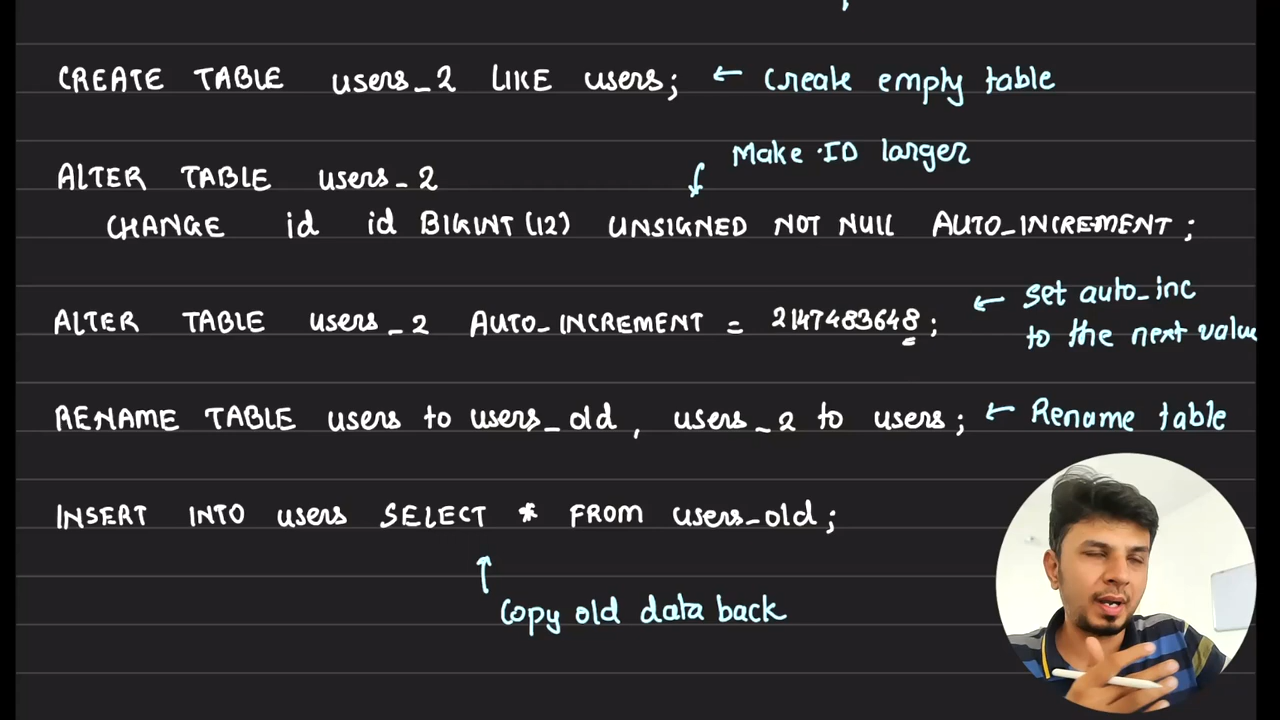 CREATE TABLE users_2 LIKE users; ← Create empty table
Make ID larger
ALTER TABLE users_2
CHANGE id id BIGINT (12) UNSIGNED NOT NULL AUTO_INCREMENT;
ALTER TABLE users_2 AUTO_INCREMENT = 2147483648; ← Set auto_inc
to the next value
RENAME TABLE users to users_old, users_2 to users; ← Rename table
INSERT INTO users SELECT * FROM users_old;
Copy old data back